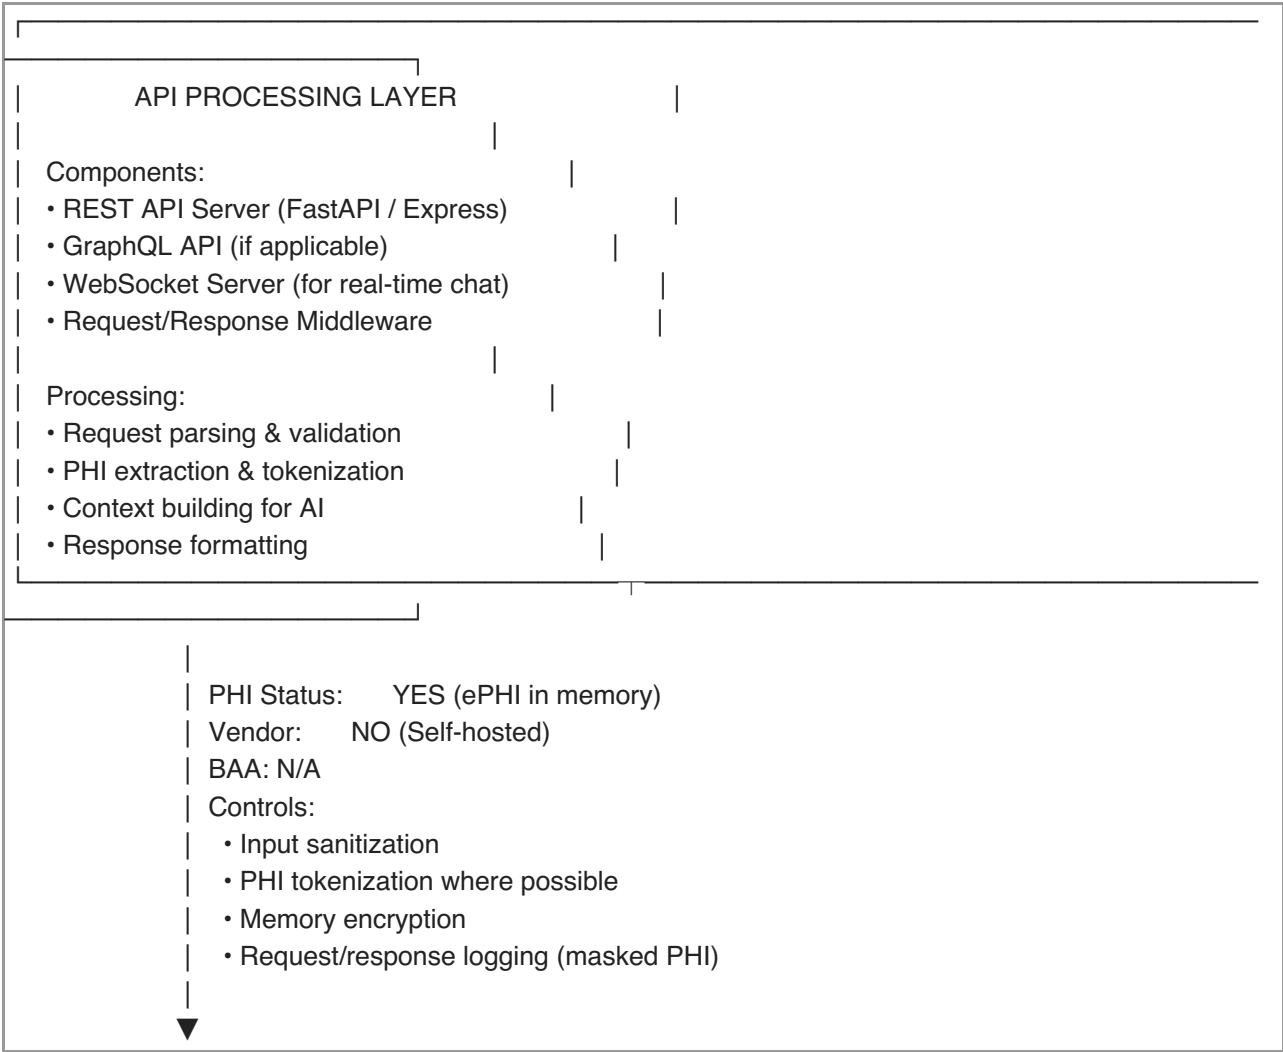 API PROCESSING LAYER
Components:
• REST API Server (FastAPI / Express)
• GraphQL API (if applicable)
• WebSocket Server (for real-time chat)
• Request/Response Middleware
Processing:
• Request parsing & validation
• PHI extraction & tokenization
• Context building for AI
• Response formatting
PHI Status: YES (ePHI in memory)
Vendor: NO (Self-hosted)
BAA: N/A
Controls:
• Input sanitization
• PHI tokenization where possible
• Memory encryption
• Request/response logging (masked PHI)